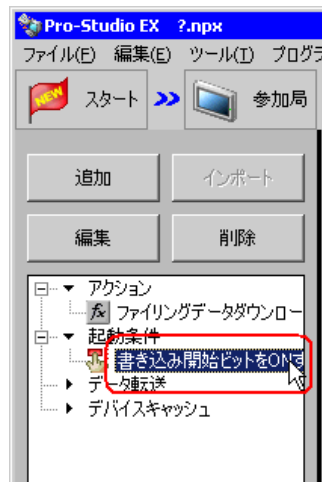 Pro-Studio EX ?.npx
ファイル(F) 編集(E) ツール(T) プログラ
NEW スタート 参加局
追加 インポート
編集 削除
アクション
fx ファイリングデータダウンロー
起動条件
書き込み開始ビットをONす
データ転送
デバイスキャッシュ